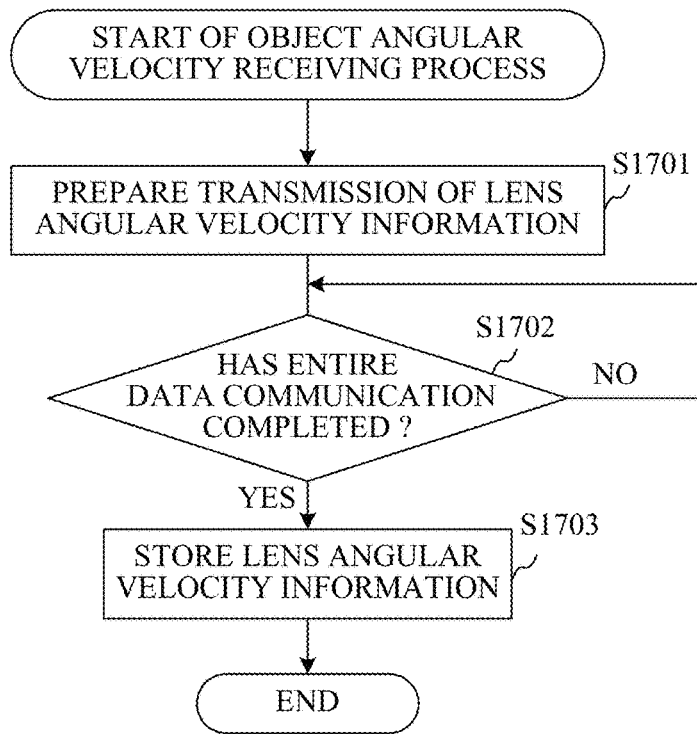 START OF OBJECT ANGULAR
VELOCITY RECEIVING PROCESS
S1701
PREPARE TRANSMISSION OF LENS
ANGULAR VELOCITY INFORMATION
S1702
HAS ENTIRE
DATA COMMUNICATION
COMPLETED ?
NO
YES
S1703
STORE LENS ANGULAR
VELOCITY INFORMATION
END